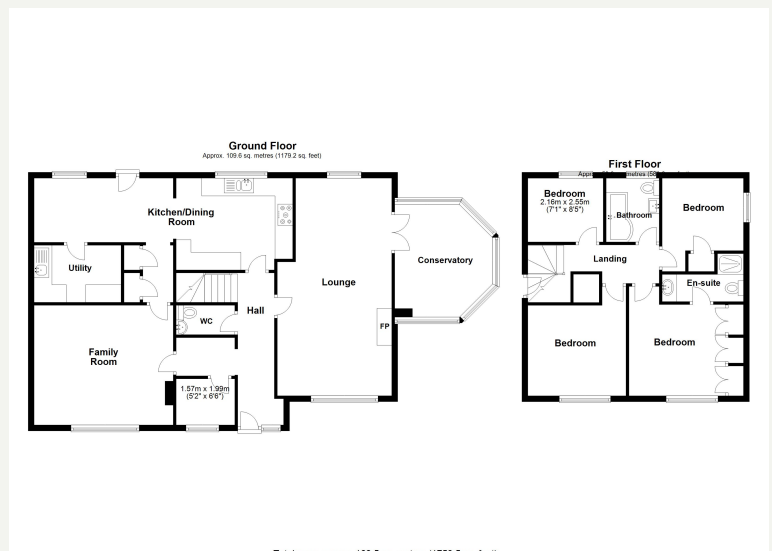 Ground Floor
Approx. 109.6 sq. metres (1179.2 sq. feet)
Kitchen/Dining
Room
Utility
Hall
WC
Family
Room
1.57m x 1.99m
(5'2" x 6'6")
Lounge
FP
Conservatory
First Floor
Bedroom
2.16m x 2.55m
(7'1" x 8'5")
Bathroom
Bedroom
Landing
En-suite
Bedroom
Bedroom